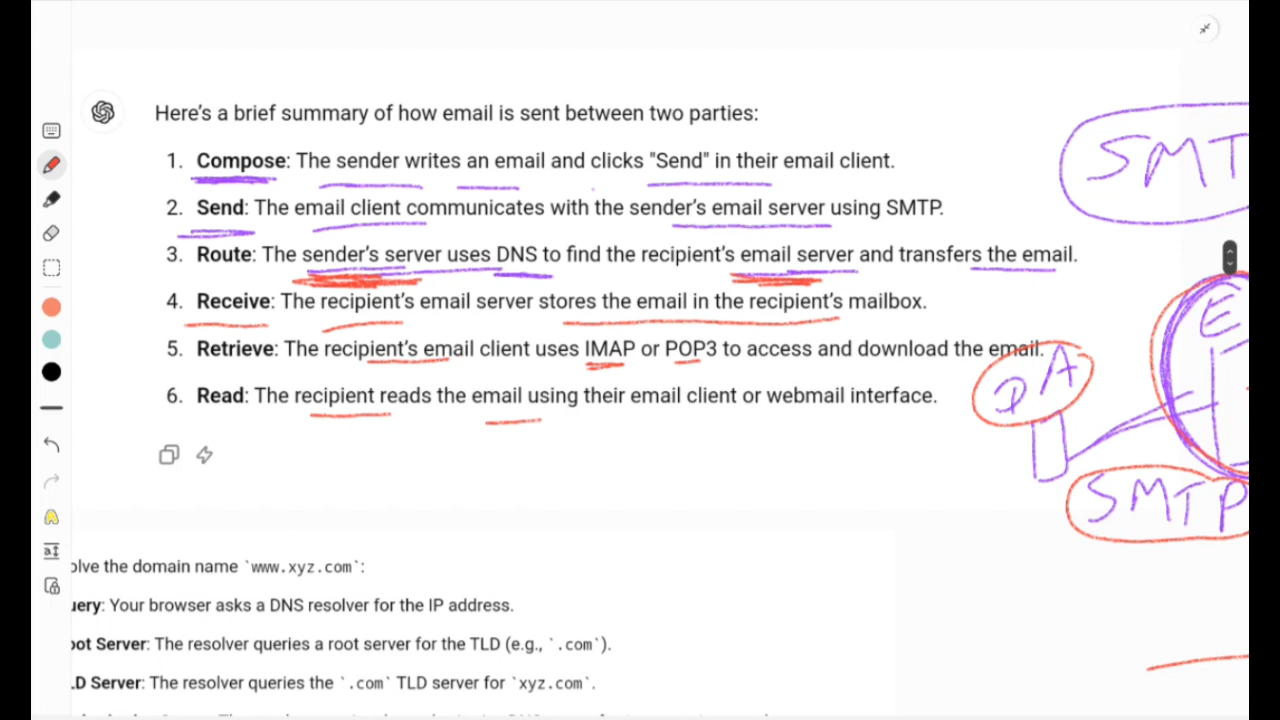 Here's a brief summary of how email is sent between two parties:
1. Compose: The sender writes an email and clicks "Send" in their email client.
2. Send: The email client communicates with the sender's email server using SMTP.
3. Route: The sender's server uses DNS to find the recipient's email server and transfers the email.
4. Receive: The recipient's email server stores the email in the recipient's mailbox.
5. Retrieve: The recipient's email client uses IMAP or POP3 to access and download the email.
6. Read: The recipient reads the email using their email client or webmail interface.
SMT
E
SMTP
olve the domain name `www.xyz.com`:
uery: Your browser asks a DNS resolver for the IP address.
oot Server: The resolver queries a root server for the TLD (e.g., `.com`).
LD Server: The resolver queries the `.com` TLD server for `xyz.com`.